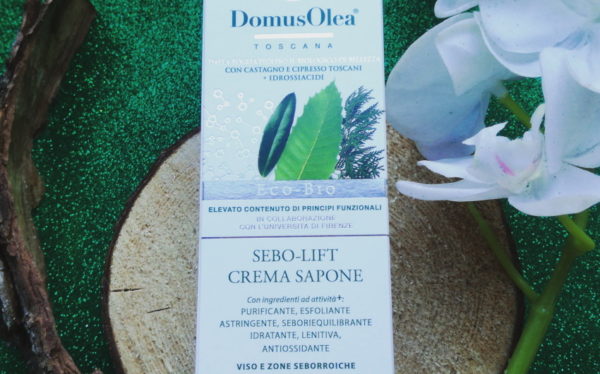 DomusOlea®
TOSCANA
CON CASTAGNO E CIPRESSO TOSCANI
+ IDROSSIACIDI
Eco-Bio
ELEVATO CONTENUTO DI PRINCIPI FUNZIONALI
IN COLLABORAZIONE
CON L'UNIVERSITÀ DI FIRENZE
SEBO-LIFT
CREMA SAPONE
Con ingredienti ad attività+:
PURIFICANTE, ESFOLIANTE
ASTRINGENTE, SEBORIEQUILIBRANTE
IDRATANTE, LENITIVA,
ANTIOSSIDANTE
VISO E ZONE SEBORROICHE